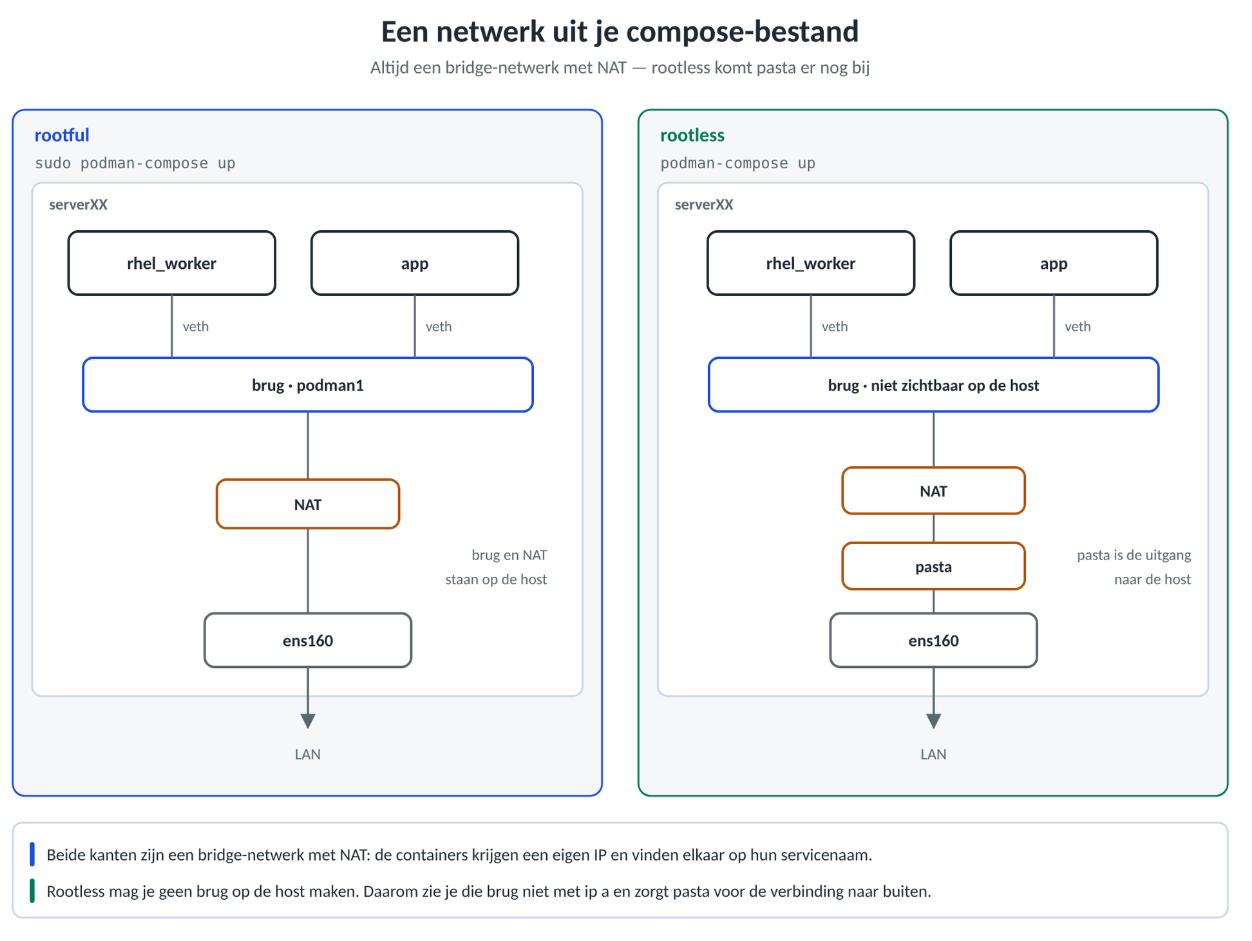 Een netwerk uit je compose-bestand
Altijd een bridge-netwerk met NAT — rootless komt pasta er nog bij
rootful
sudo podman-compose up
serverXX
rhel_worker
app
veth
veth
brug · podman1
NAT
brug en NAT
staan op de host
ens160
LAN
rootless
podman-compose up
serverXX
rhel_worker
app
veth
veth
brug · niet zichtbaar op de host
NAT
pasta
pasta is de uitgang
naar de host
ens160
LAN
Beide kanten zijn een bridge-netwerk met NAT: de containers krijgen een eigen IP en vinden elkaar op hun servicenaam.
Rootless mag je geen brug op de host maken. Daarom zie je die brug niet met ip a en zorgt pasta voor de verbinding naar buiten.